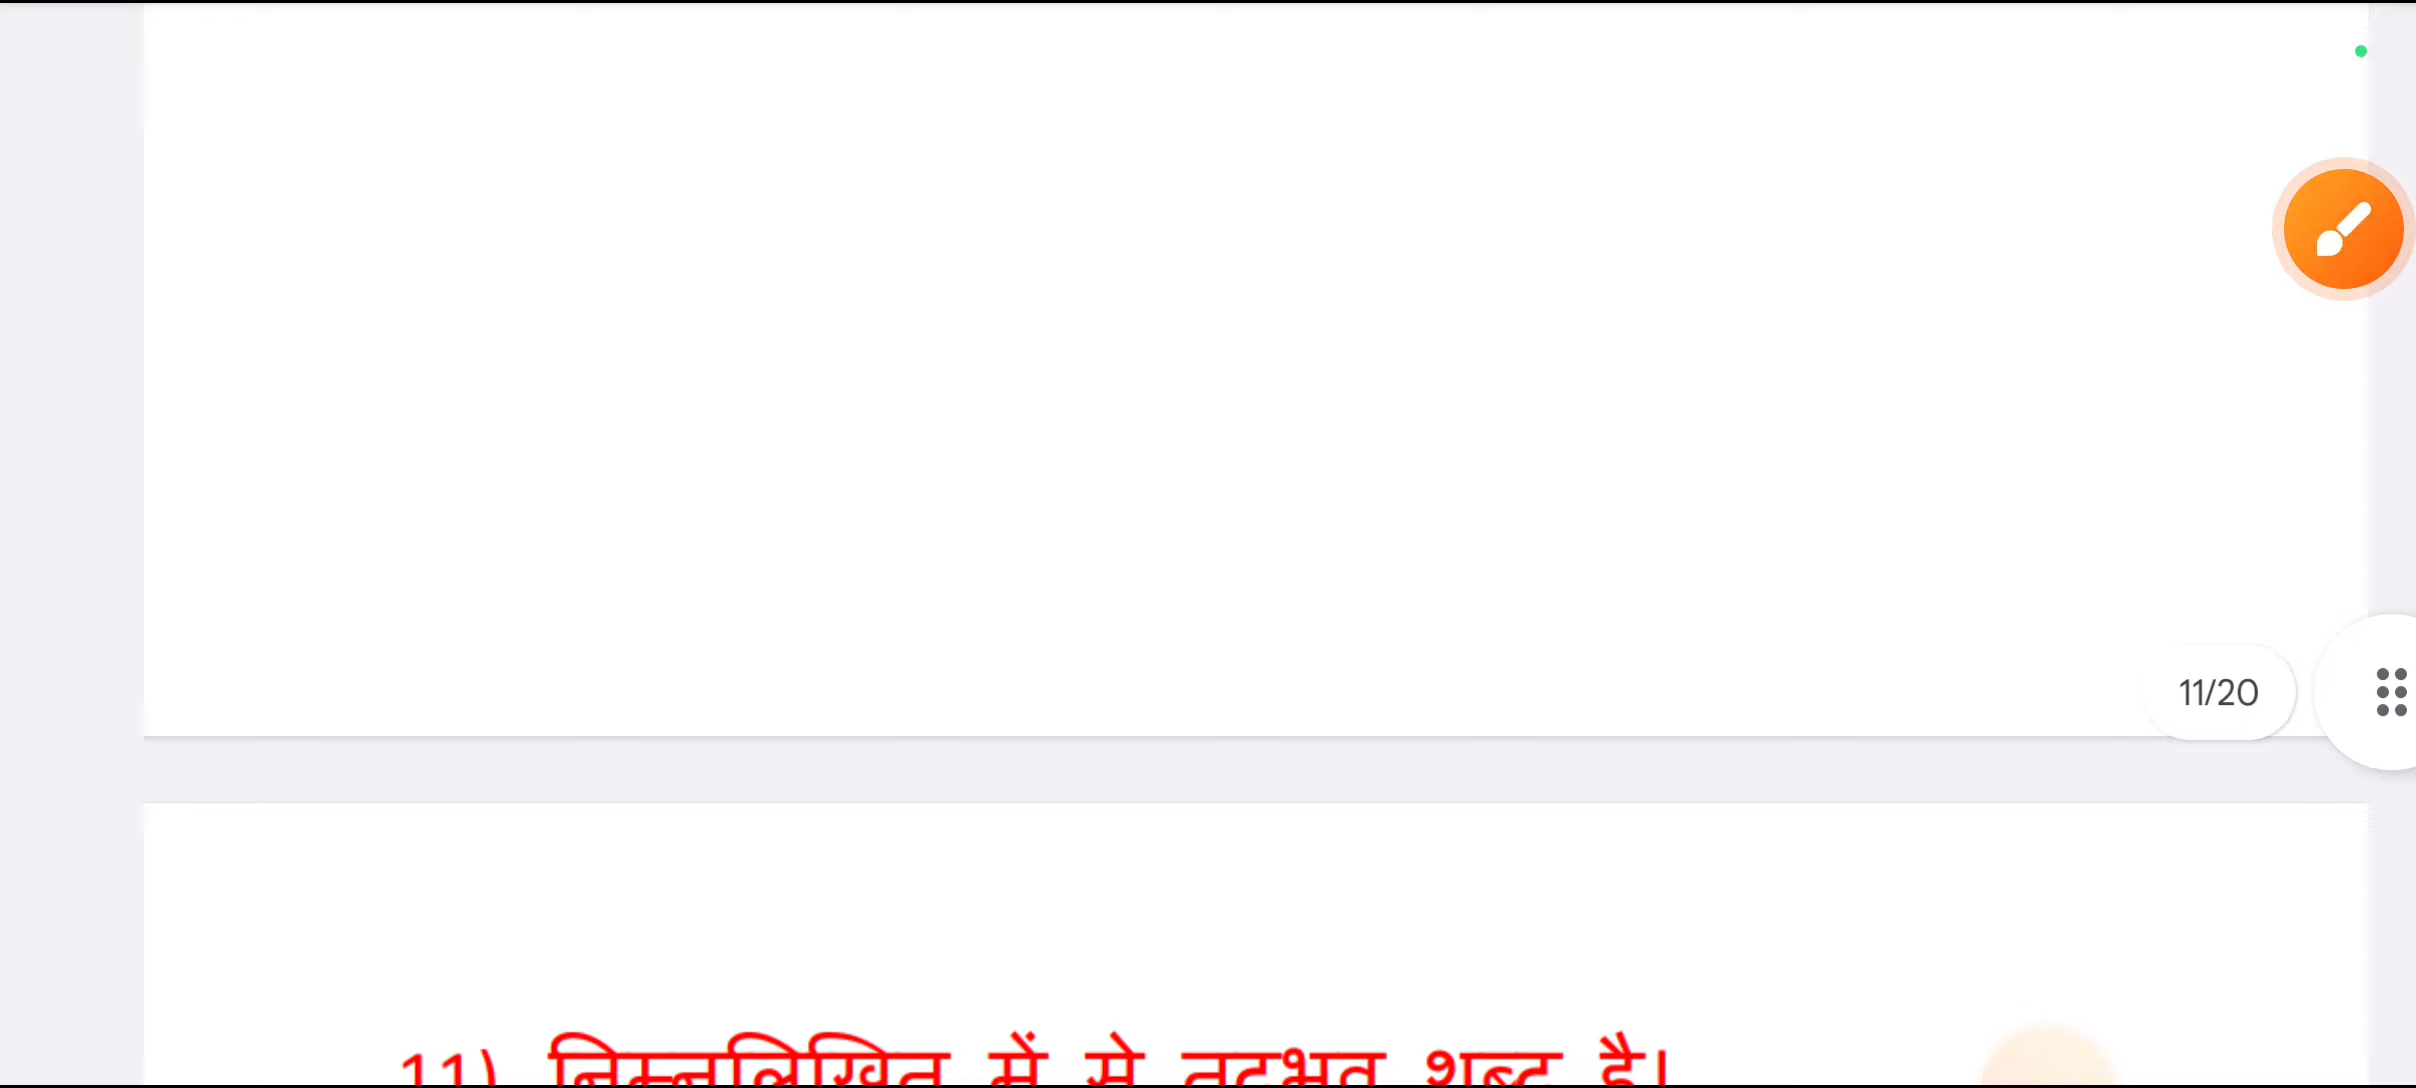 11/20
11) निम्नलिखित में से तद्भव शब्द है।